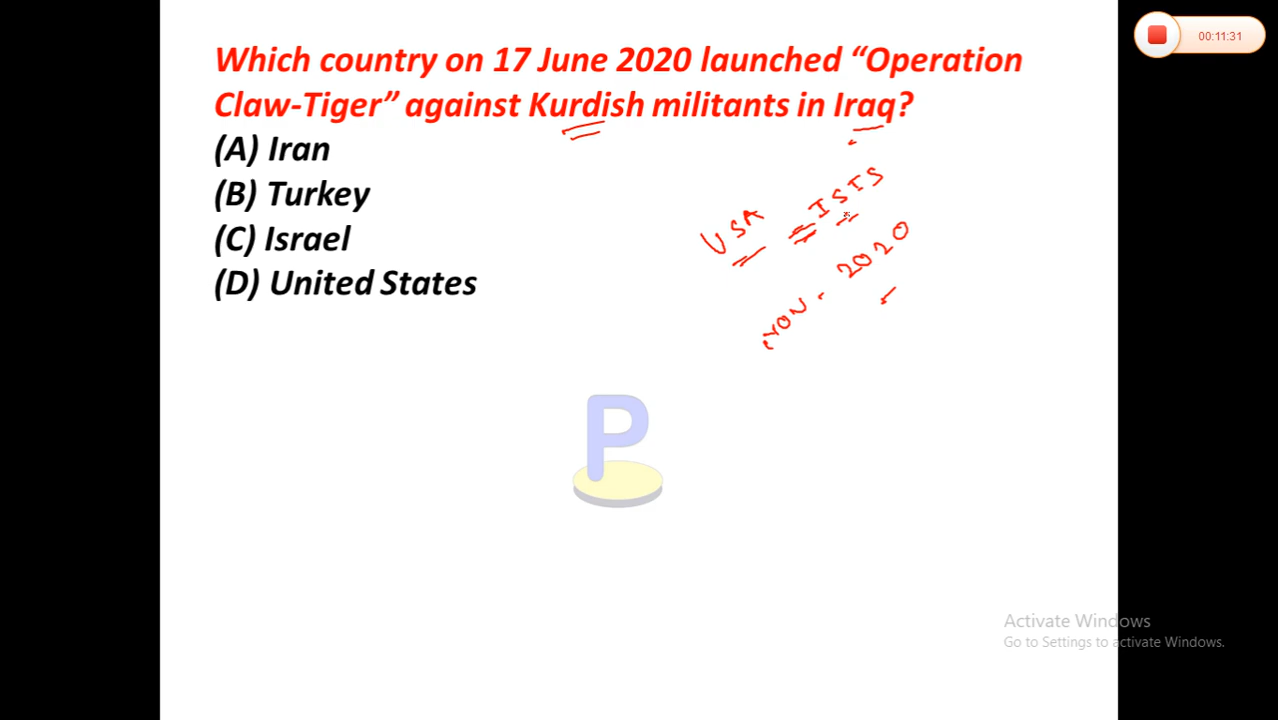 00:11:31
Which country on 17 June 2020 launched “Operation
Claw-Tiger” against Kurdish militants in Iraq?
(A) Iran
(B) Turkey
(C) Israel
(D) United States
USA = ISIS
NOV. 2020
P
Activate Windows
Go to Settings to activate Windows.